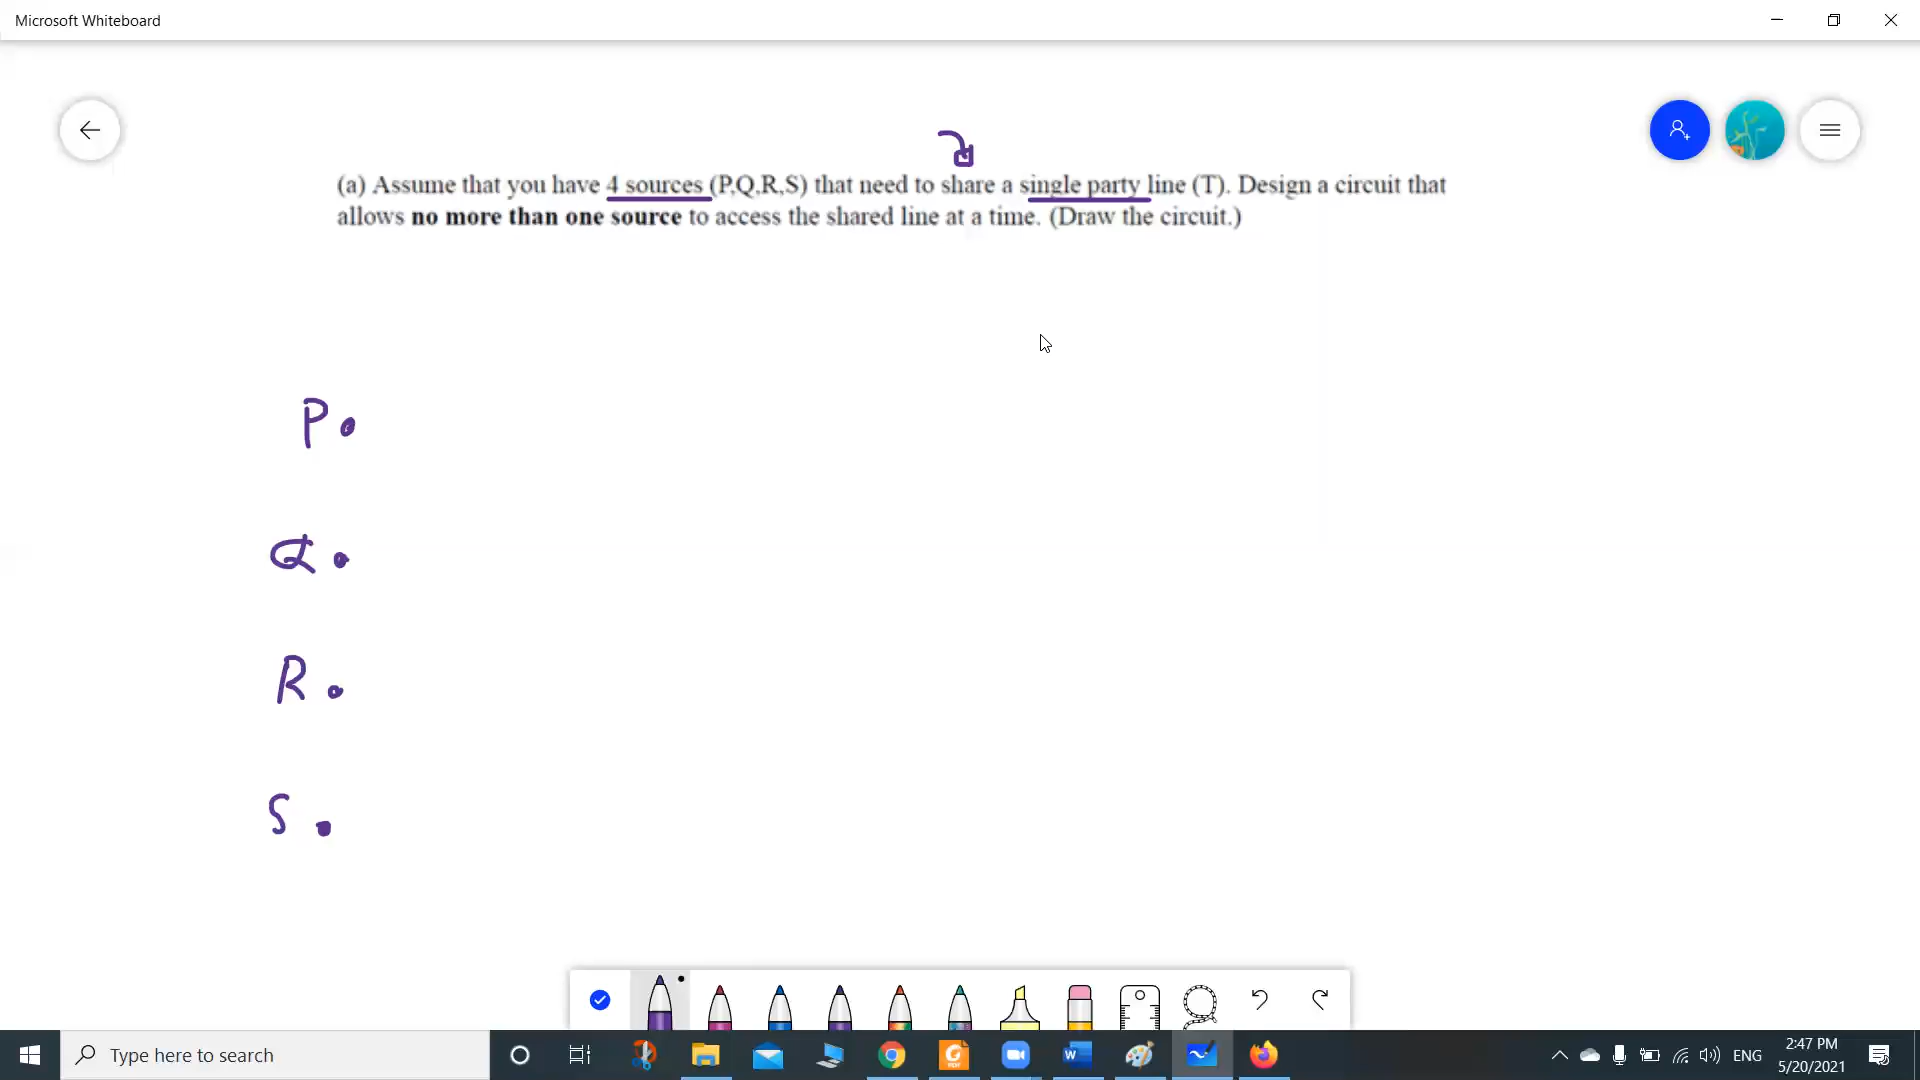 Microsoft Whiteboard
(a) Assume that you have 4 sources (P,Q,R,S) that need to share a single party line (T). Design a circuit that
allows no more than one source to access the shared line at a time. (Draw the circuit.)
P
Q
R
S
Type here to search
ENG
2:47 PM
5/20/2021